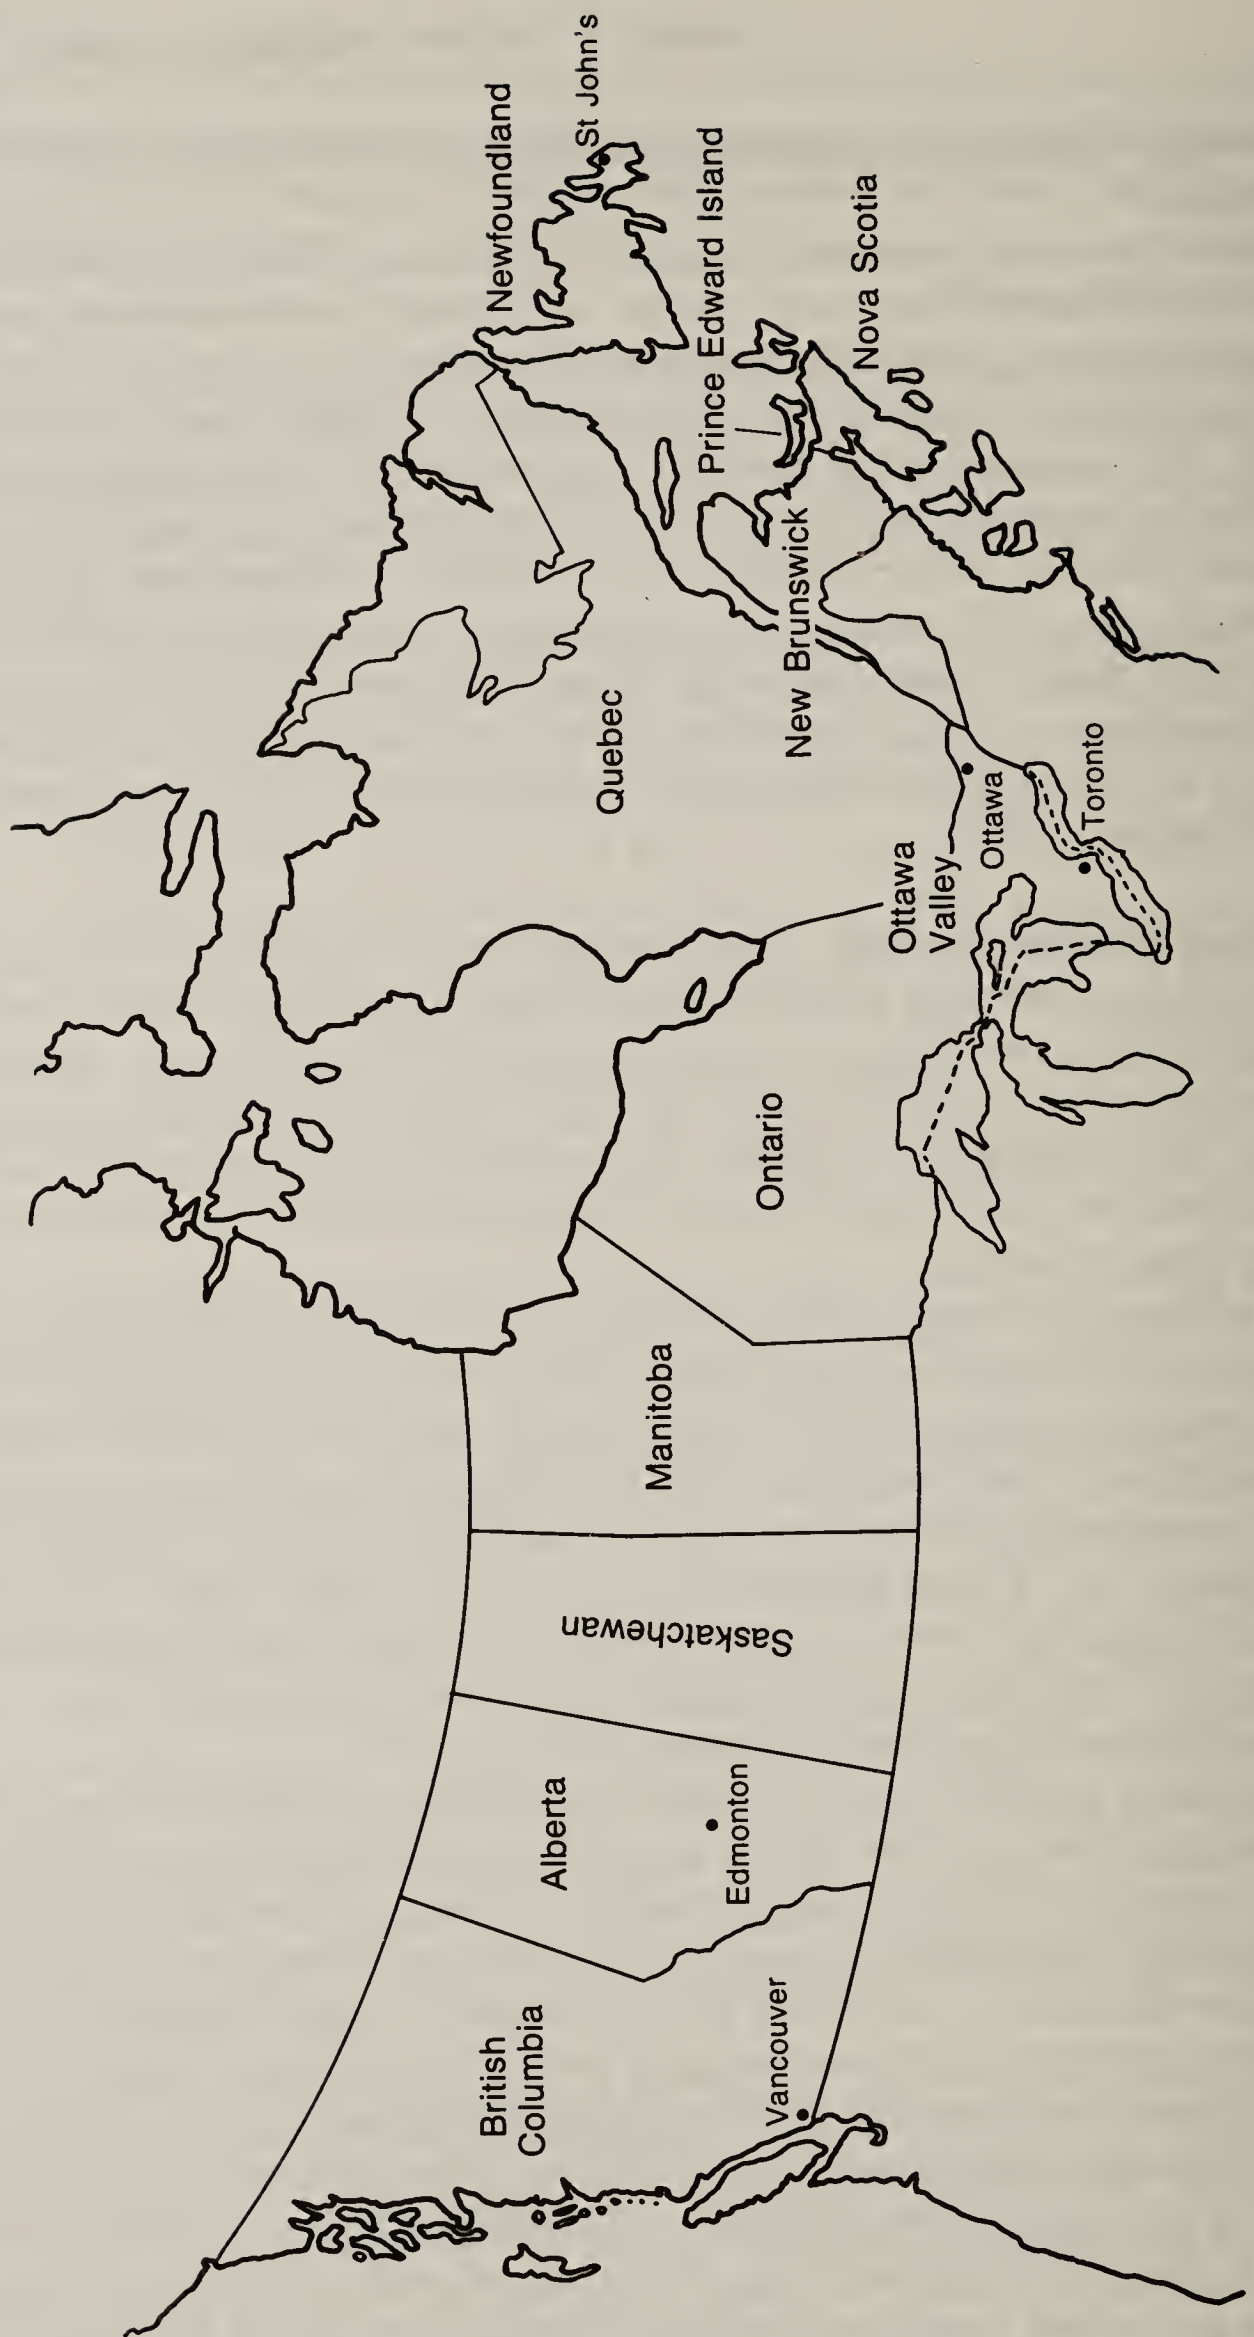 Newfoundland
St John's
Prince Edward Island
Nova Scotia
New Brunswick
Quebec
Ottawa
Valley
Ottawa
Toronto
Ontario
Manitoba
Saskatchewan
Alberta
Edmonton
British
Columbia
Vancouver